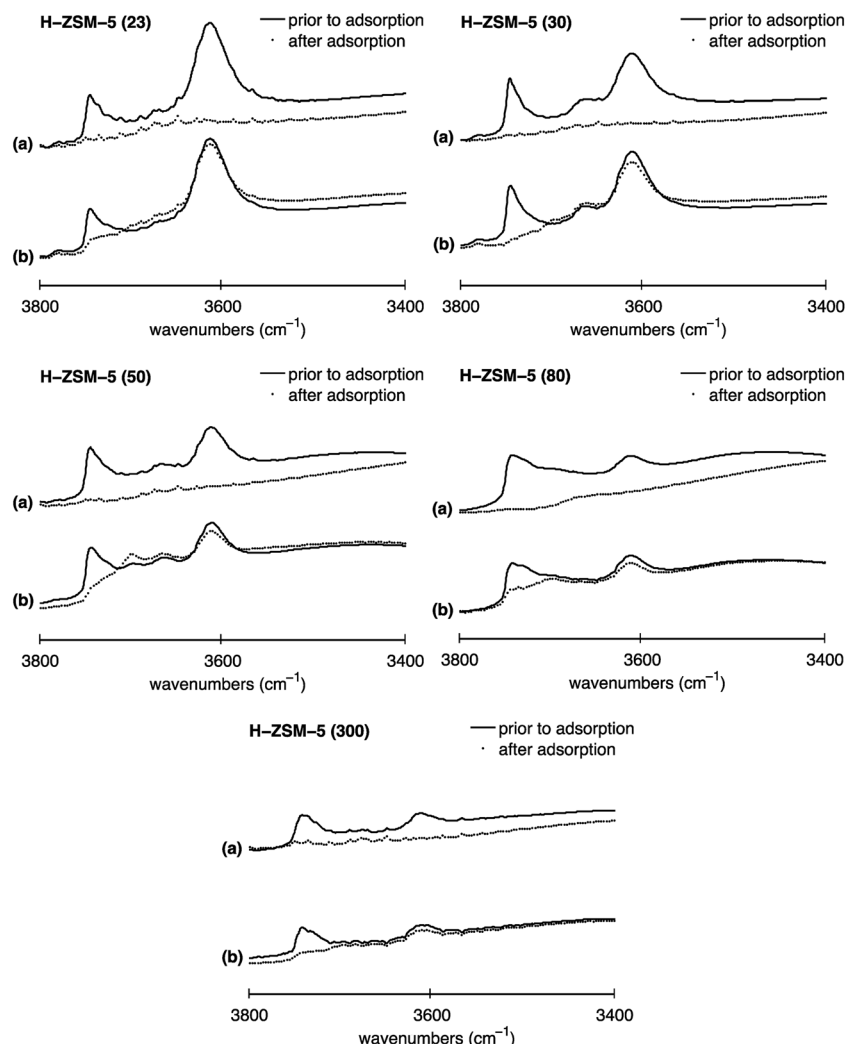 H–ZSM–5 (23)
prior to adsorption
after adsorption
(a)
(b)
3800 3600 3400
wavenumbers (cm⁻¹)
H–ZSM–5 (30)
prior to adsorption
after adsorption
(a)
(b)
3800 3600 3400
wavenumbers (cm⁻¹)
H–ZSM–5 (50)
prior to adsorption
after adsorption
(a)
(b)
3800 3600 3400
wavenumbers (cm⁻¹)
H–ZSM–5 (80)
prior to adsorption
after adsorption
(a)
(b)
3800 3600 3400
wavenumbers (cm⁻¹)
H–ZSM–5 (300)
prior to adsorption
after adsorption
(a)
(b)
3800 3600 3400
wavenumbers (cm⁻¹)